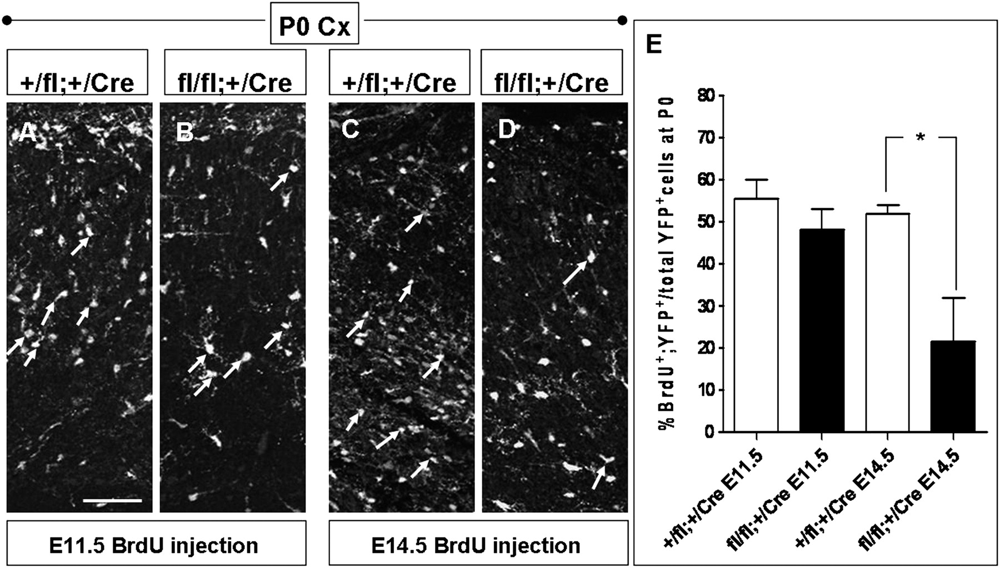 P0 Cx
+/fl;+/Cre
fl/fl;+/Cre
+/fl;+/Cre
fl/fl;+/Cre
A
B
C
D
E11.5 BrdU injection
E14.5 BrdU injection
E
% BrdU⁺;YFP⁺/total YFP⁺cells at P0
80
70
60
50
40
30
20
10
0
*
+/fl;+/Cre E11.5
fl/fl;+/Cre E11.5
+/fl;+/Cre E14.5
fl/fl;+/Cre E14.5